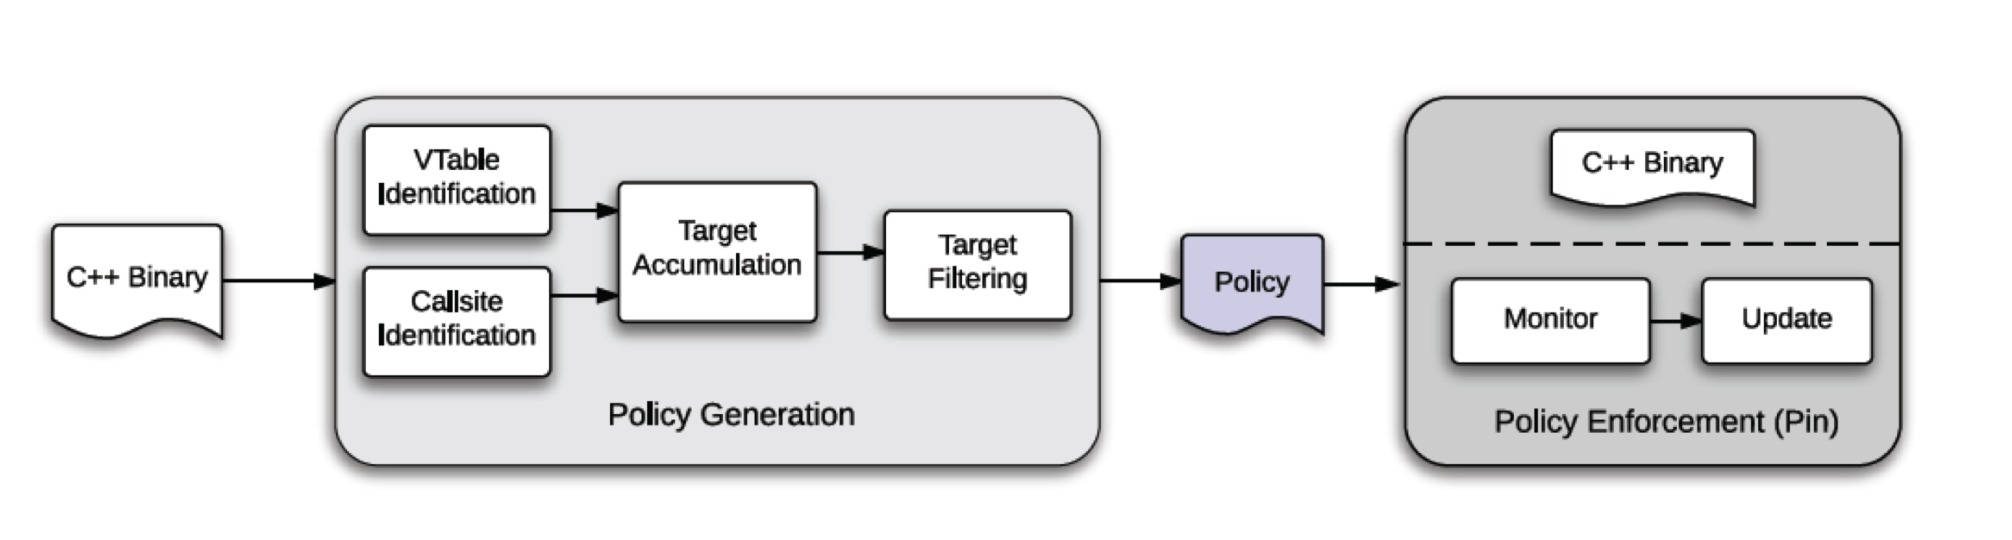 C++ Binary
VTable
Identification
Callsite
Identification
Target
Accumulation
Target
Filtering
Policy Generation
Policy
C++ Binary
Monitor
Update
Policy Enforcement (Pin)